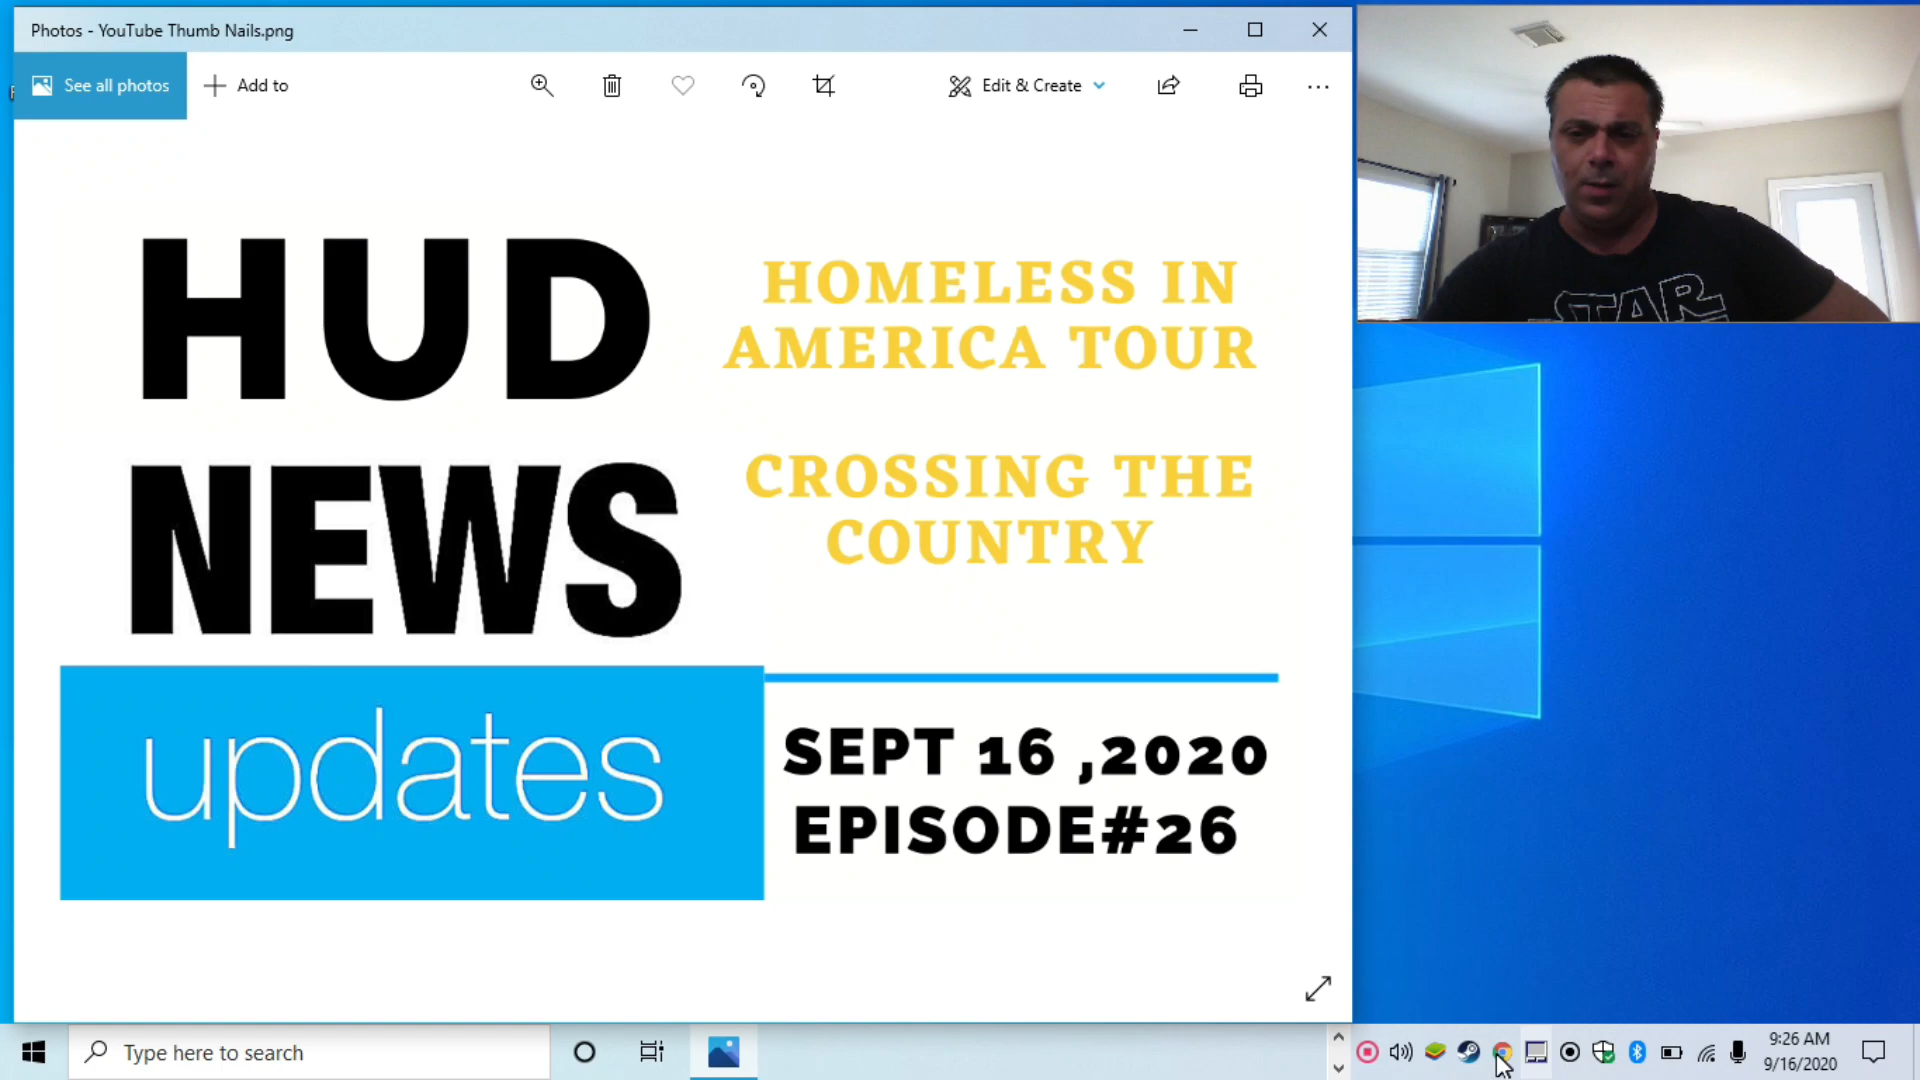 Photos - YouTube Thumb Nails.png
See all photos
Add to
Edit & Create
HUD
NEWS
updates
HOMELESS IN
AMERICA TOUR
CROSSING THE
COUNTRY
SEPT 16 ,2020
EPISODE#26
STAR
Type here to search
9:26 AM
9/16/2020